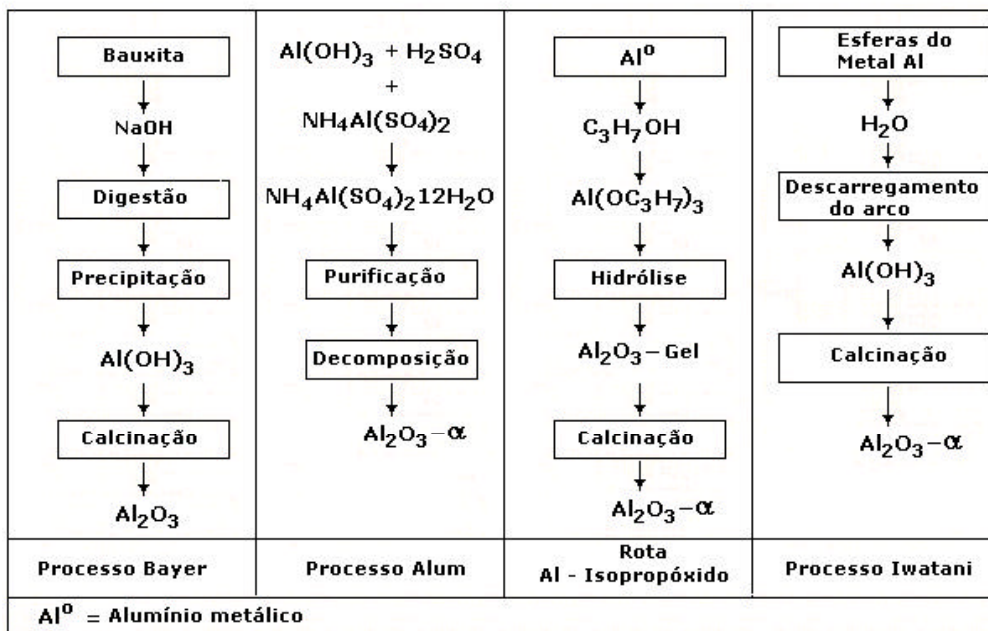 Bauxita
NaOH
Digestão
Precipitação
Al(OH)₃
Calcinação
Al₂O₃
Processo Bayer
Al(OH)₃ + H₂SO₄
+
NH₄Al(SO₄)₂
NH₄Al(SO₄)₂12H₂O
Purificação
Decomposição
Al₂O₃-α
Processo Alum
Al⁰
C₃H₇OH
Al(OC₃H₇)₃
Hidrólise
Al₂O₃-Gel
Calcinação
Al₂O₃-α
Rota
Al - Isopropóxido
Esferas do
Metal Al
H₂O
Descarregamento
do arco
Al(OH)₃
Calcinação
Al₂O₃-α
Processo Iwatani
Al⁰ = Alumínio metálico